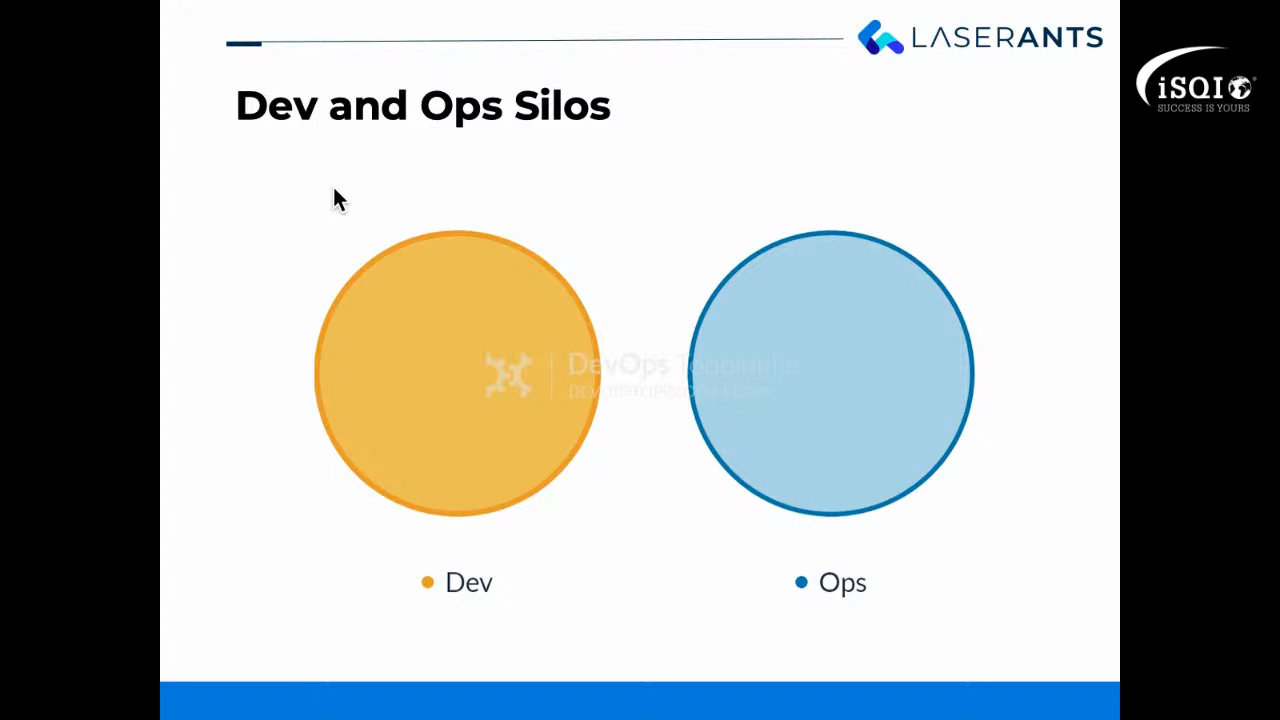 LASERANTS
iSQI
SUCCESS IS YOURS
Dev and Ops Silos
DevOps
Dev
Ops